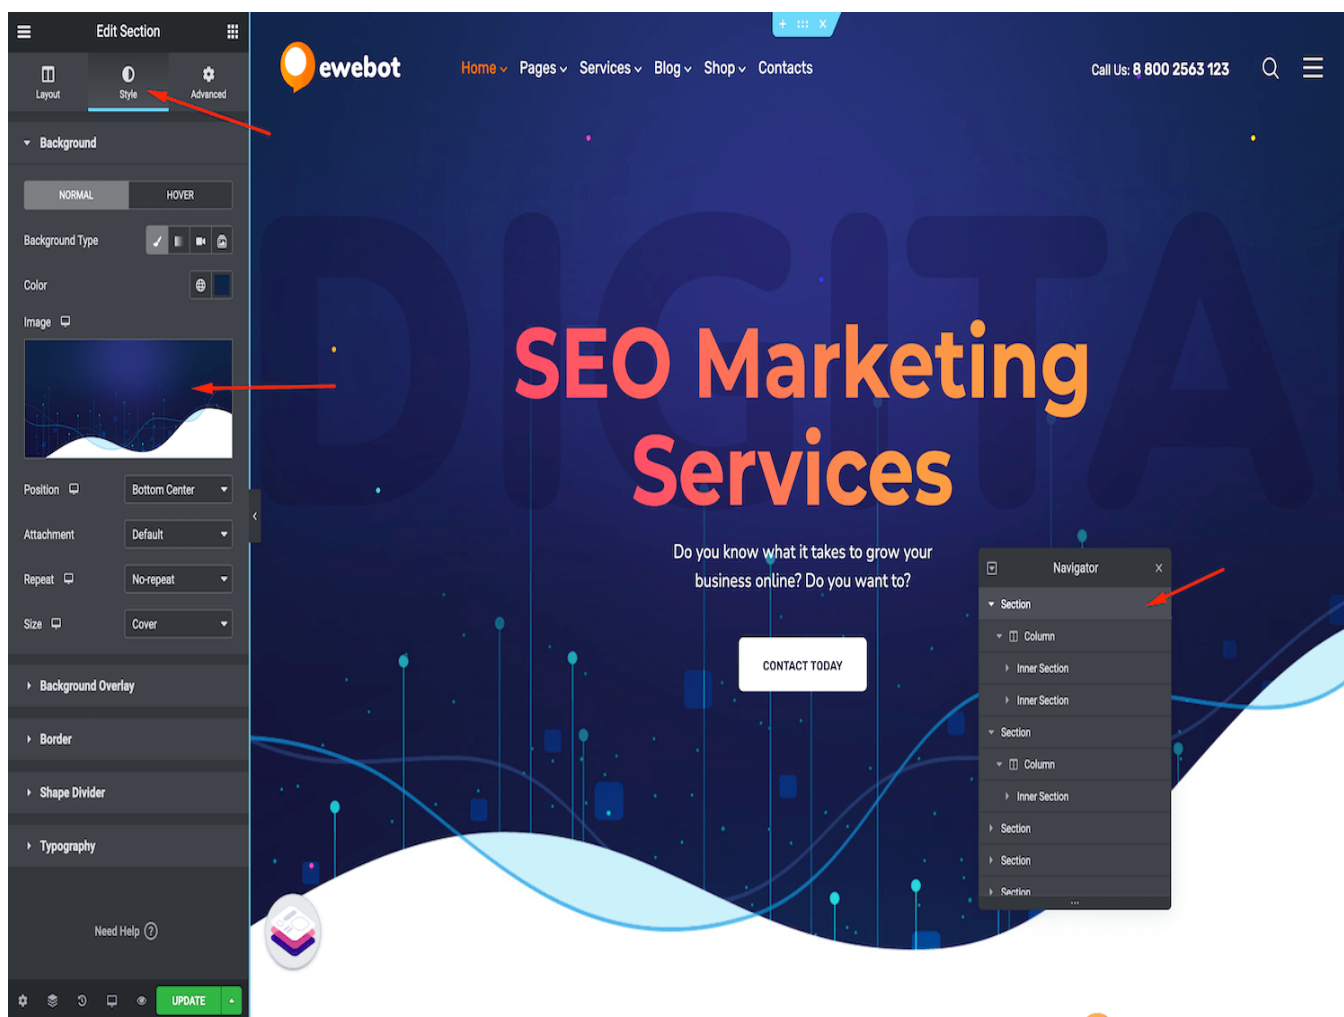 Edit Section
Layout
Style
Advanced
Background
NORMAL
HOVER
Background Type
Color
Image
Position
Bottom Center
Attachment
Default
Repeat
No-repeat
Size
Cover
Background Overlay
Border
Shape Divider
Typography
Need Help ?
UPDATE
ewebot
Home
Pages
Services
Blog
Shop
Contacts
Call Us: 8 800 2563 123
DIGITA
SEO Marketing
Services
Do you know what it takes to grow your
business online? Do you want to?
CONTACT TODAY
Navigator
Section
Column
Inner Section
Inner Section
Section
Column
Inner Section
Section
Section
Section